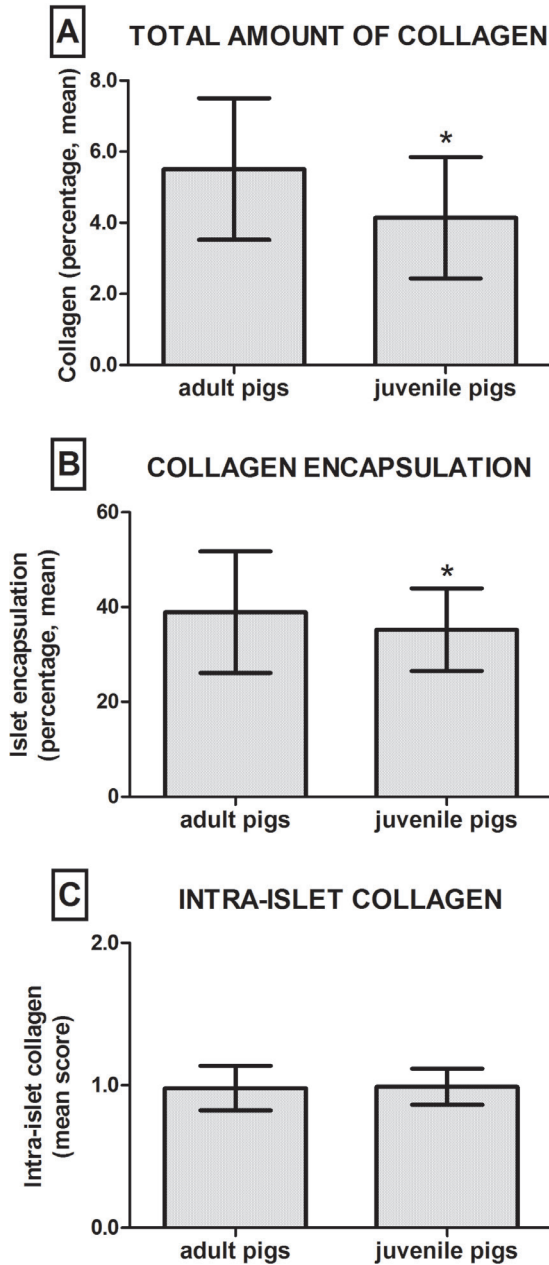 A TOTAL AMOUNT OF COLLAGEN
Collagen (percentage, mean)
8.0
6.0
4.0
2.0
0.0
*
adult pigs juvenile pigs
B COLLAGEN ENCAPSULATION
Islet encapsulation
(percentage, mean)
60
40
20
0
*
adult pigs juvenile pigs
C INTRA-ISLET COLLAGEN
Intra-islet collagen
(mean score)
2.0
1.0
0.0
adult pigs juvenile pigs